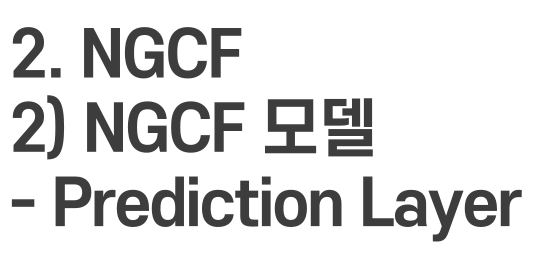 2. NGCF
2) NGCF 모델
- Prediction Layer